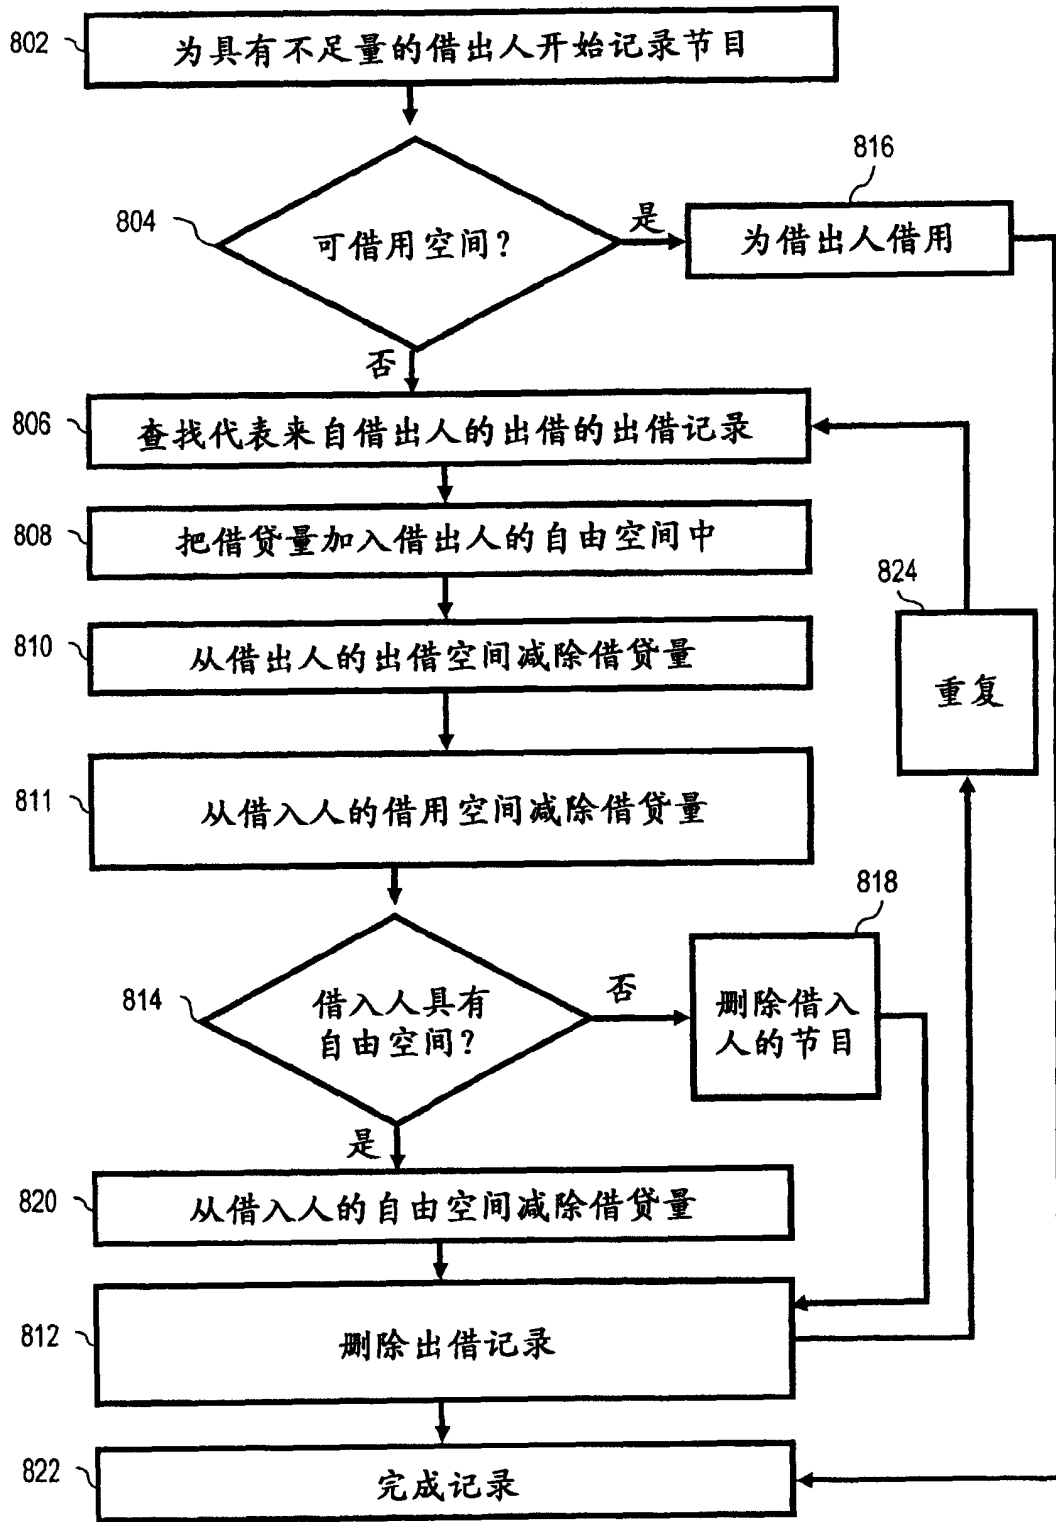 802
为具有不足量的借出人开始记录节目
816
804
可借用空间?
是
为借出人借用
否
806
查找代表来自借出人的出借的出借记录
808
把借贷量加入借出人的自由空间中
824
810
从借出人的出借空间减除借贷量
重复
811
从借入人的借用空间减除借贷量
818
814
借入人具有
自由空间?
否
删除借入
人的节目
是
820
从借入人的自由空间减除借贷量
812
删除出借记录
822
完成记录